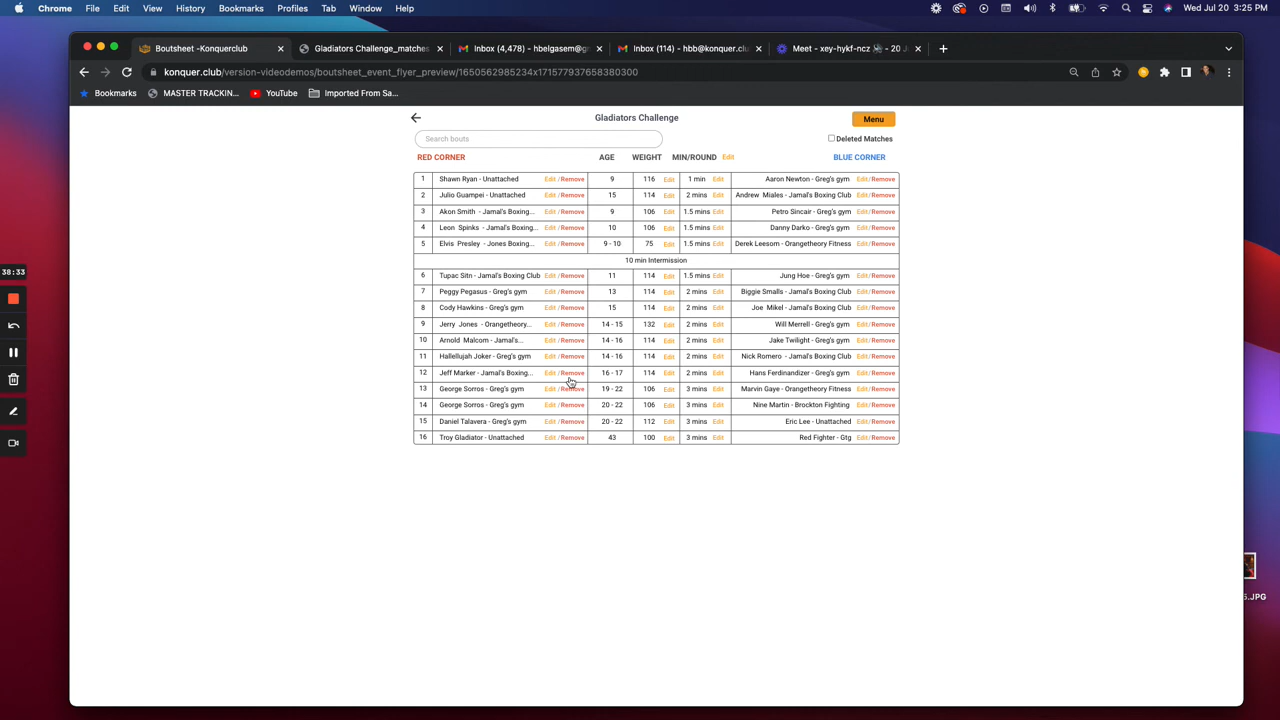 Chrome File Edit View History Bookmarks Profiles Tab Window Help Wed Jul 20 3:25 PM
Boutsheet -Konquerclub Gladiators Challenge_matches Inbox (4,478) - hbelgasem@g Inbox (114) - hbb@konquer.clu Meet - xey-hykf-ncz 20 J
konquer.club/version-videodemos/boutsheet_event_flyer_preview/1650562985234x171577937658380300
Bookmarks MASTER TRACKIN... YouTube Imported From Sa...
Gladiators Challenge Menu
Search bouts Deleted Matches
RED CORNER AGE WEIGHT MIN/ROUND Edit BLUE CORNER
1 Shawn Ryan - Unattached Edit / Remove 9 116 Edit 1 min Edit Aaron Newton - Greg's gym Edit/Remove
2 Julio Guampei - Unattached Edit / Remove 15 114 Edit 2 mins Edit Andrew Miales - Jamal's Boxing Club Edit/Remove
3 Akon Smith - Jamal's Boxing... Edit / Remove 9 106 Edit 1.5 mins Edit Petro Sincair - Greg's gym Edit/Remove
4 Leon Spinks - Jamal's Boxing... Edit / Remove 10 106 Edit 1.5 mins Edit Danny Darko - Greg's gym Edit/Remove
5 Elvis Presley - Jones Boxing... Edit / Remove 9 - 10 75 Edit 1.5 mins Edit Derek Leesom - Orangetheory Fitness Edit/Remove
10 min Intermission
6 Tupac Sitn - Jamal's Boxing Club Edit / Remove 11 114 Edit 1.5 mins Edit Jung Hoe - Greg's gym Edit/Remove
7 Peggy Pegasus - Greg's gym Edit / Remove 13 114 Edit 2 mins Edit Biggie Smalls - Jamal's Boxing Club Edit/Remove
8 Cody Hawkins - Greg's gym Edit / Remove 15 114 Edit 2 mins Edit Joe Mikel - Jamal's Boxing Club Edit/Remove
9 Jerry Jones - Orangetheory... Edit / Remove 14 - 15 132 Edit 2 mins Edit Will Merrell - Greg's gym Edit/Remove
10 Arnold Malcom - Jamal's... Edit / Remove 14 - 16 114 Edit 2 mins Edit Jake Twilight - Greg's gym Edit/Remove
11 Hallellujah Joker - Greg's gym Edit / Remove 14 - 16 114 Edit 2 mins Edit Nick Romero - Jamal's Boxing Club Edit/Remove
12 Jeff Marker - Jamal's Boxing... Edit / Remove 16 - 17 114 Edit 2 mins Edit Hans Ferdinandizer - Greg's gym Edit/Remove
13 George Sorros - Greg's gym Edit / Remove 19 - 22 106 Edit 3 mins Edit Marvin Gaye - Orangetheory Fitness Edit/Remove
14 George Sorros - Greg's gym Edit / Remove 20 - 22 106 Edit 3 mins Edit Nine Martin - Brockton Fighting Edit/Remove
15 Daniel Talavera - Greg's gym Edit / Remove 20 - 22 112 Edit 3 mins Edit Eric Lee - Unattached Edit/Remove
16 Troy Gladiator - Unattached Edit / Remove 43 100 Edit 3 mins Edit Red Fighter - Gtg Edit/Remove
38:33
5.JPG